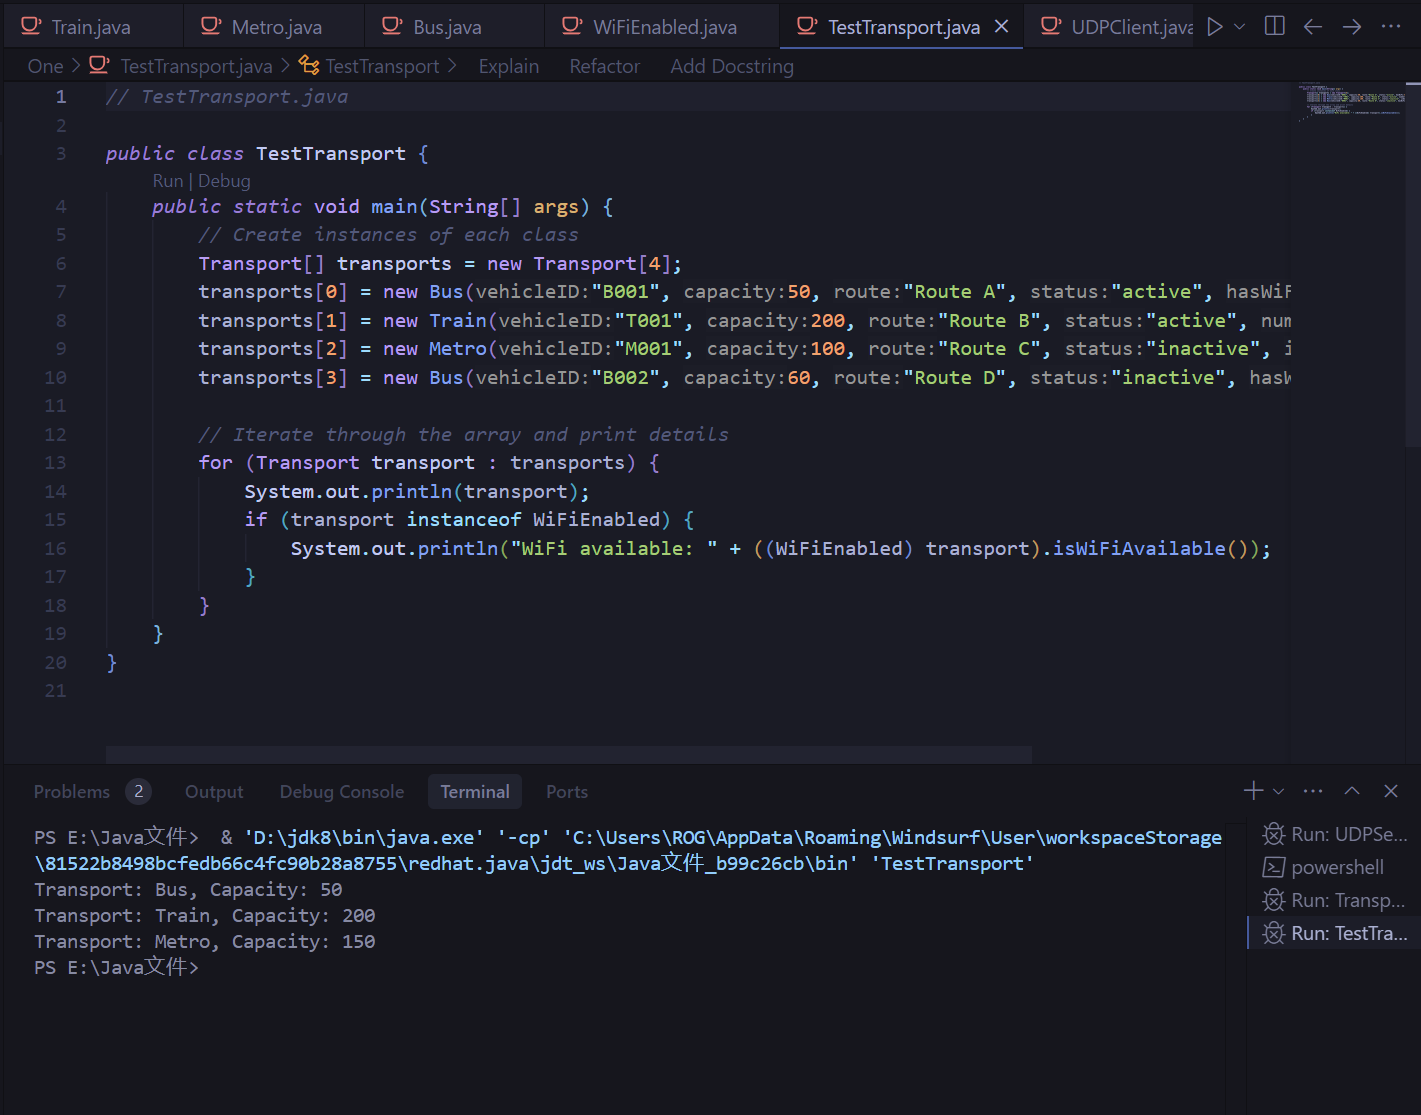 Train.java Metro.java Bus.java WiFiEnabled.java TestTransport.java UDPClient.java
One > TestTransport.java > TestTransport > Explain Refactor Add Docstring
1 // TestTransport.java
2
3 public class TestTransport {
Run | Debug
4 public static void main(String[] args) {
5 // Create instances of each class
6 Transport[] transports = new Transport[4];
7 transports[0] = new Bus(vehicleID:"B001", capacity:50, route:"Route A", status:"active", hasWiF
8 transports[1] = new Train(vehicleID:"T001", capacity:200, route:"Route B", status:"active", num
9 transports[2] = new Metro(vehicleID:"M001", capacity:100, route:"Route C", status:"inactive", i
10 transports[3] = new Bus(vehicleID:"B002", capacity:60, route:"Route D", status:"inactive", hasW
11
12 // Iterate through the array and print details
13 for (Transport transport : transports) {
14 System.out.println(transport);
15 if (transport instanceof WiFiEnabled) {
16 System.out.println("WiFi available: " + ((WiFiEnabled) transport).isWiFiAvailable());
17 }
18 }
19 }
20 }
21
Problems 2 Output Debug Console Terminal Ports
PS E:\Java文件> & 'D:\jdk8\bin\java.exe' '-cp' 'C:\Users\ROG\AppData\Roaming\Windsurf\User\workspaceStorage
\81522b8498bcfedb66c4fc90b28a8755\redhat.java\jdt_ws\Java文件_b99c26cb\bin' 'TestTransport'
Transport: Bus, Capacity: 50
Transport: Train, Capacity: 200
Transport: Metro, Capacity: 150
PS E:\Java文件>
Run: UDPSe...
powershell
Run: Transp...
Run: TestTra...